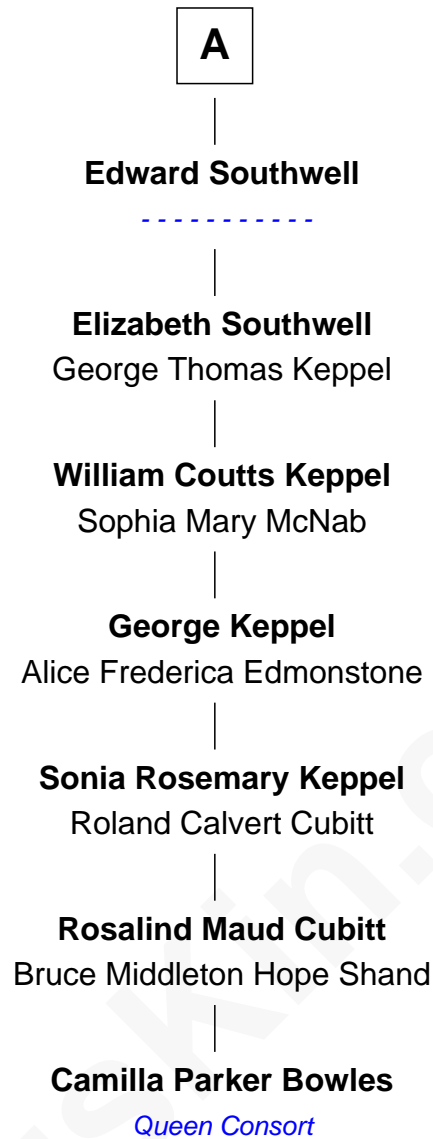 A
Edward Southwell
- - - - - - - - - - -
Elizabeth Southwell
George Thomas Keppel
William Coutts Keppel
Sophia Mary McNab
George Keppel
Alice Frederica Edmonstone
Sonia Rosemary Keppel
Roland Calvert Cubitt
Rosalind Maud Cubitt
Bruce Middleton Hope Shand
Camilla Parker Bowles
Queen Consort